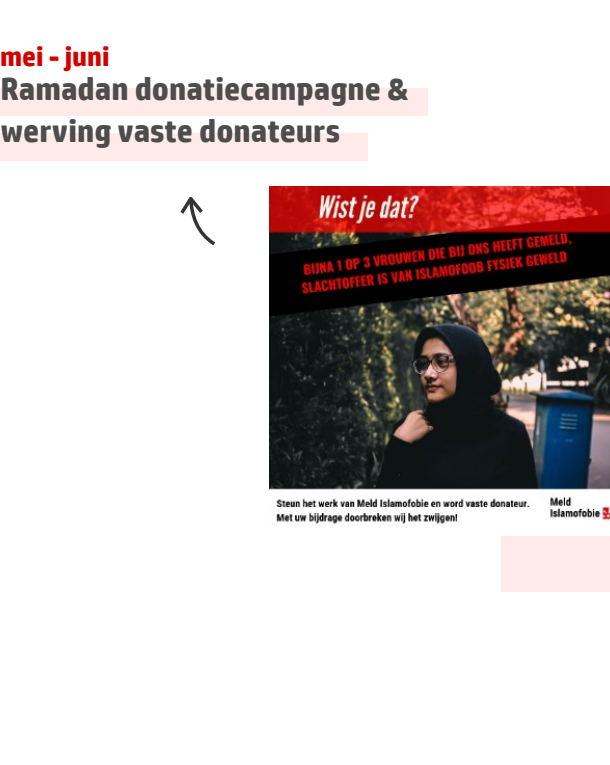 mei - juni
Ramadan donatiecampagne &
werving vaste donateurs
Wist je dat?
BIJNA 1 OP 3 VROUWEN DIE BIJ ONS HEEFT GEMELD,
SLACHTOFFER IS VAN ISLAMOFOOB FYSIEK GEWELD
Steun het werk van Meld Islamofobie en word vaste donateur.
Met uw bijdrage doorbreken wij het zwijgen!
Meld
Islamofobie